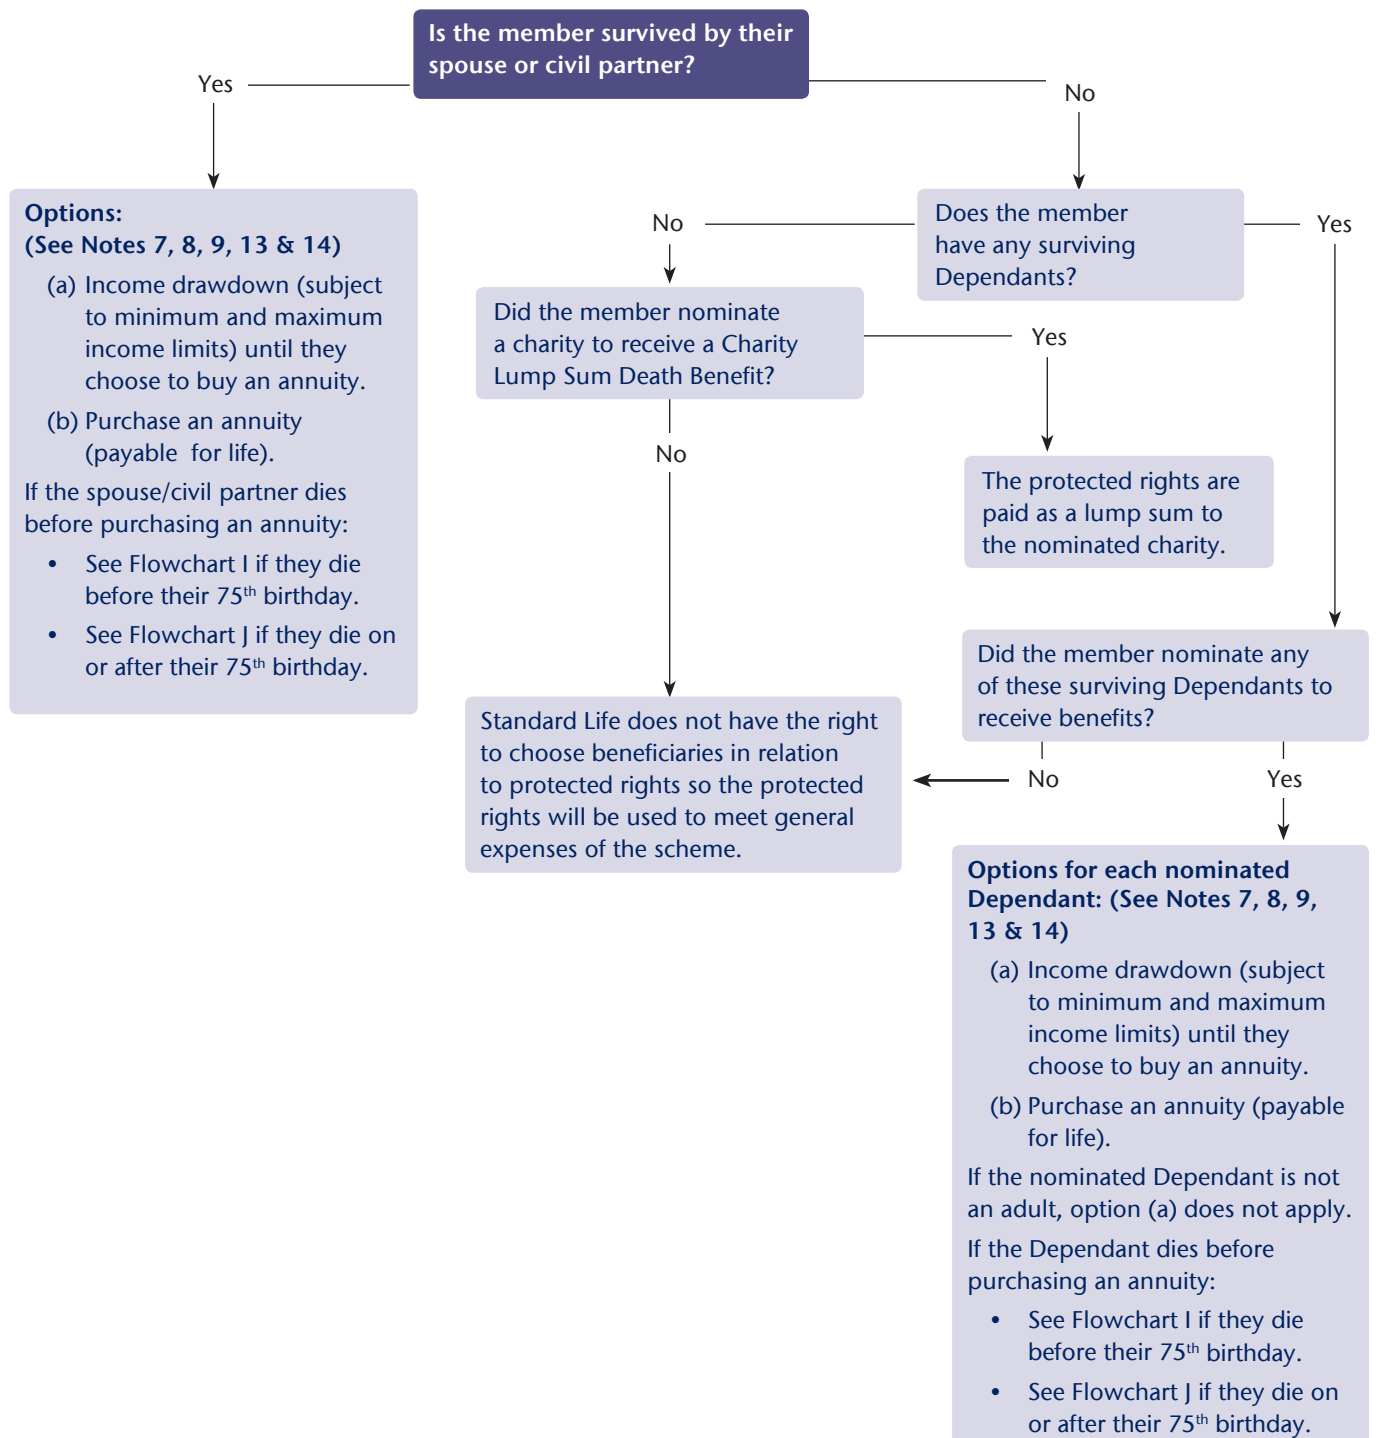 Is the member survived by their
spouse or civil partner?
Yes
No
Options:
(See Notes 7, 8, 9, 13 & 14)
(a) Income drawdown (subject
to minimum and maximum
income limits) until they
choose to buy an annuity.
(b) Purchase an annuity
(payable for life).
If the spouse/civil partner dies
before purchasing an annuity:
• See Flowchart I if they die
before their 75th birthday.
• See Flowchart J if they die on
or after their 75th birthday.
Does the member
have any surviving
Dependants?
No
Yes
Did the member nominate
a charity to receive a Charity
Lump Sum Death Benefit?
Yes
No
The protected rights are
paid as a lump sum to
the nominated charity.
Did the member nominate any
of these surviving Dependants to
receive benefits?
No
Yes
Standard Life does not have the right
to choose beneficiaries in relation
to protected rights so the protected
rights will be used to meet general
expenses of the scheme.
Options for each nominated
Dependant: (See Notes 7, 8, 9,
13 & 14)
(a) Income drawdown (subject
to minimum and maximum
income limits) until they
choose to buy an annuity.
(b) Purchase an annuity (payable
for life).
If the nominated Dependant is not
an adult, option (a) does not apply.
If the Dependant dies before
purchasing an annuity:
• See Flowchart I if they die
before their 75th birthday.
• See Flowchart J if they die on
or after their 75th birthday.